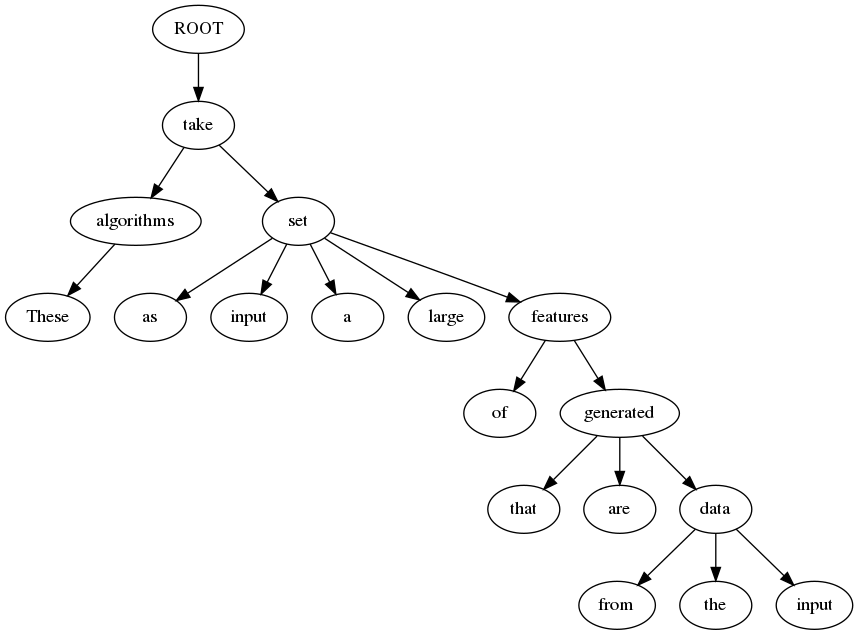 ROOT
take
algorithms set
These as input a large features
of generated
that are data
from the input